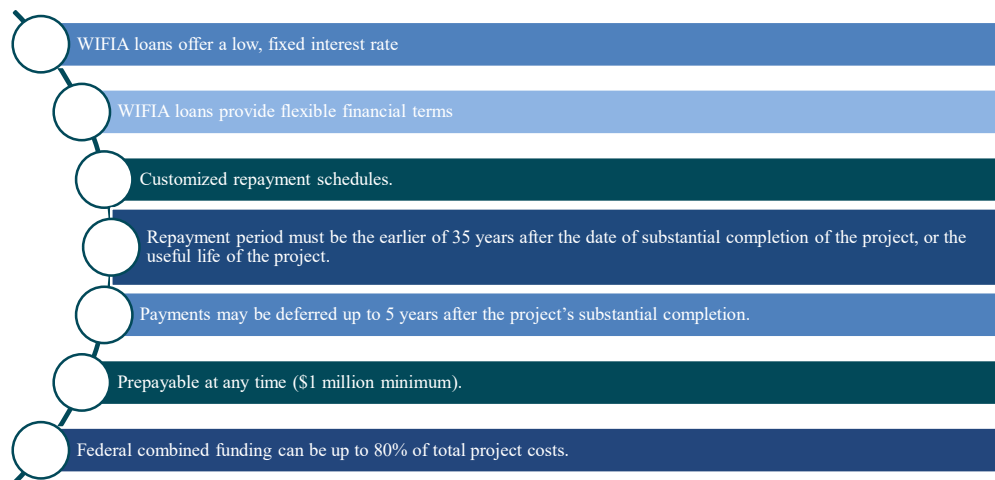 WIFIA loans offer a low, fixed interest rate
WIFIA loans provide flexible financial terms
Customized repayment schedules.
Repayment period must be the earlier of 35 years after the date of substantial completion of the project, or the
useful life of the project.
Payments may be deferred up to 5 years after the project’s substantial completion.
Prepayable at any time ($1 million minimum).
Federal combined funding can be up to 80% of total project costs.